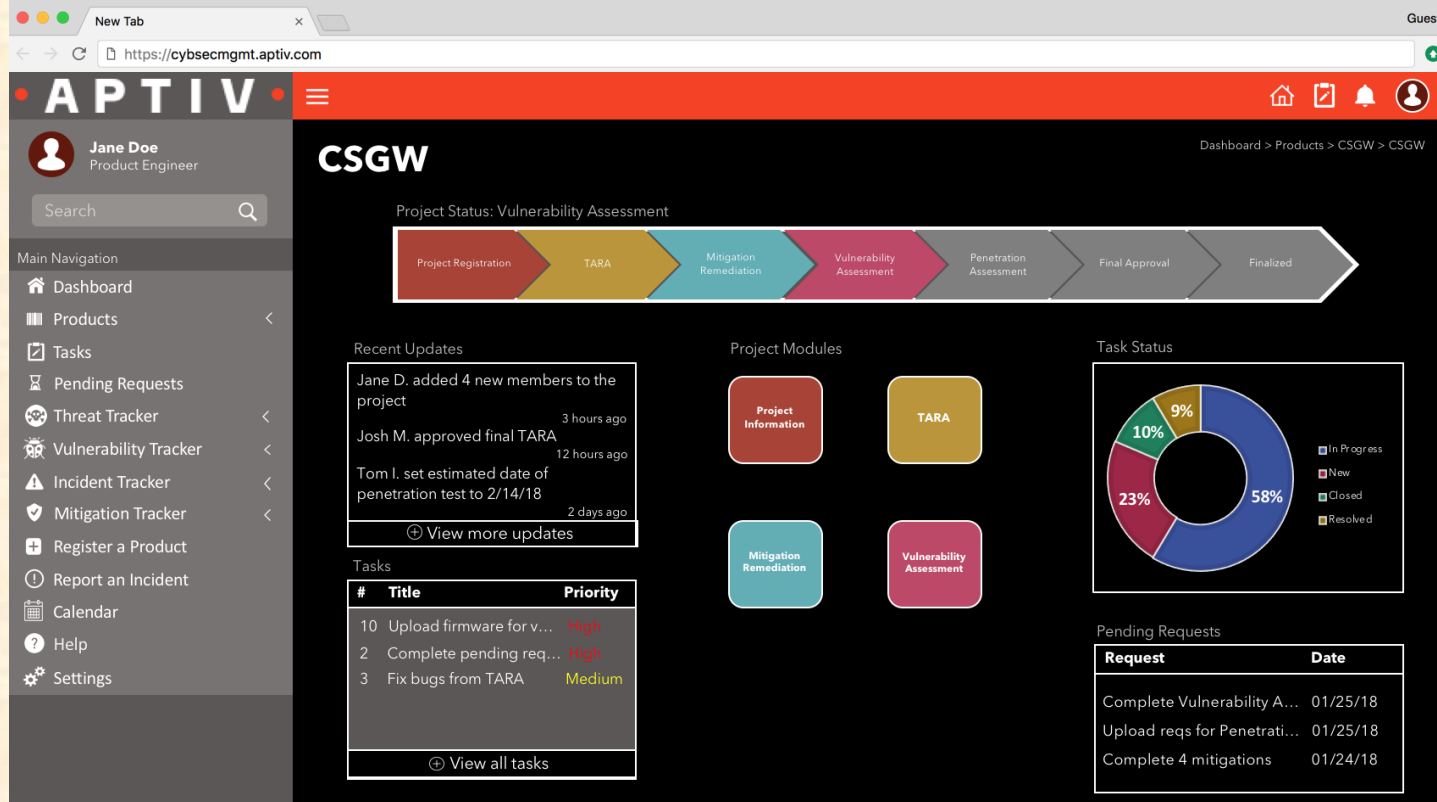 New Tab
Gues
https://cybsecmgmt.aptiv.com
APTIV
Jane Doe
Product Engineer
Search
Main Navigation
Dashboard
Products
Tasks
Pending Requests
Threat Tracker
Vulnerability Tracker
Incident Tracker
Mitigation Tracker
Register a Product
Report an Incident
Calendar
Help
Settings
CSGW
Dashboard > Products > CSGW > CSGW
Project Status: Vulnerability Assessment
Project Registration
TARA
Mitigation
Remediation
Vulnerability
Assessment
Penetration
Assessment
Final Approval
Finalized
Recent Updates
Jane D. added 4 new members to the
project
3 hours ago
Josh M. approved final TARA
12 hours ago
Tom I. set estimated date of
penetration test to 2/14/18
2 days ago
View more updates
Tasks
# Title Priority
10 Upload firmware for v... High
2 Complete pending req... High
3 Fix bugs from TARA Medium
View all tasks
Project Modules
Project
Information
TARA
Mitigation
Remediation
Vulnerability
Assessment
Task Status
9%
10%
23%
58%
In Progress
New
Closed
Resolved
Pending Requests
Request Date
Complete Vulnerability A... 01/25/18
Upload reqs for Penetrati... 01/25/18
Complete 4 mitigations 01/24/18